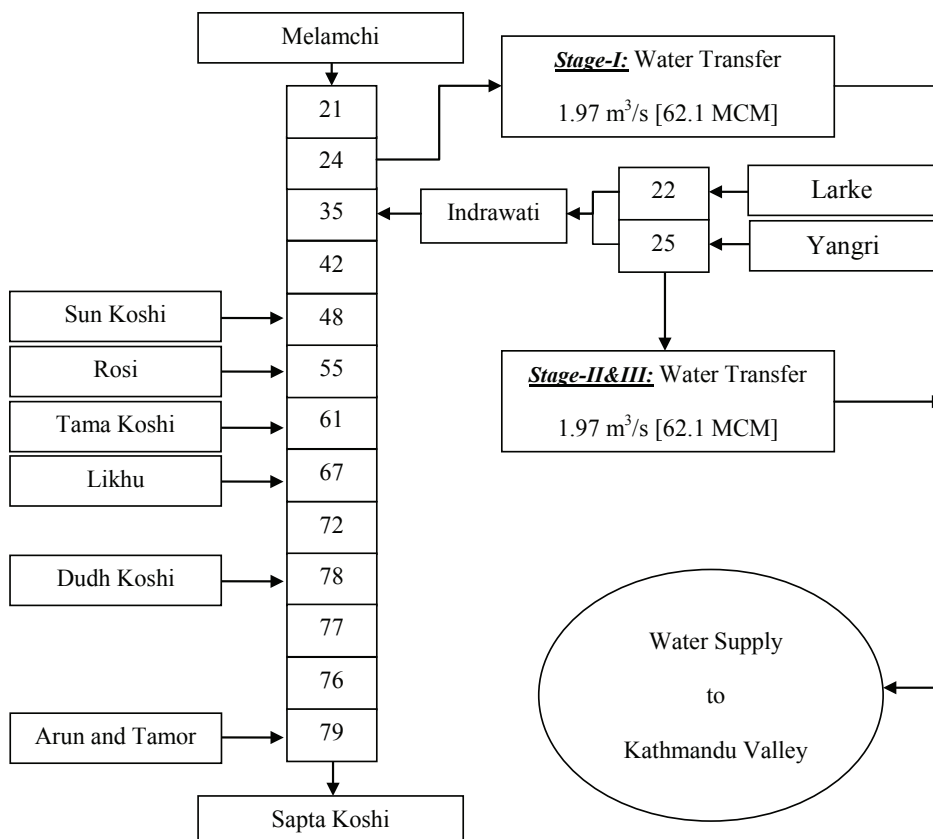 Melamchi
Stage-I: Water Transfer
1.97 m³/s [62.1 MCM]
21
24
35
42
48
55
61
67
72
78
77
76
79
Indrawati
22
25
Larke
Yangri
Stage-II&III: Water Transfer
1.97 m³/s [62.1 MCM]
Sun Koshi
Rosi
Tama Koshi
Likhu
Dudh Koshi
Arun and Tamor
Sapta Koshi
Water Supply
to
Kathmandu Valley